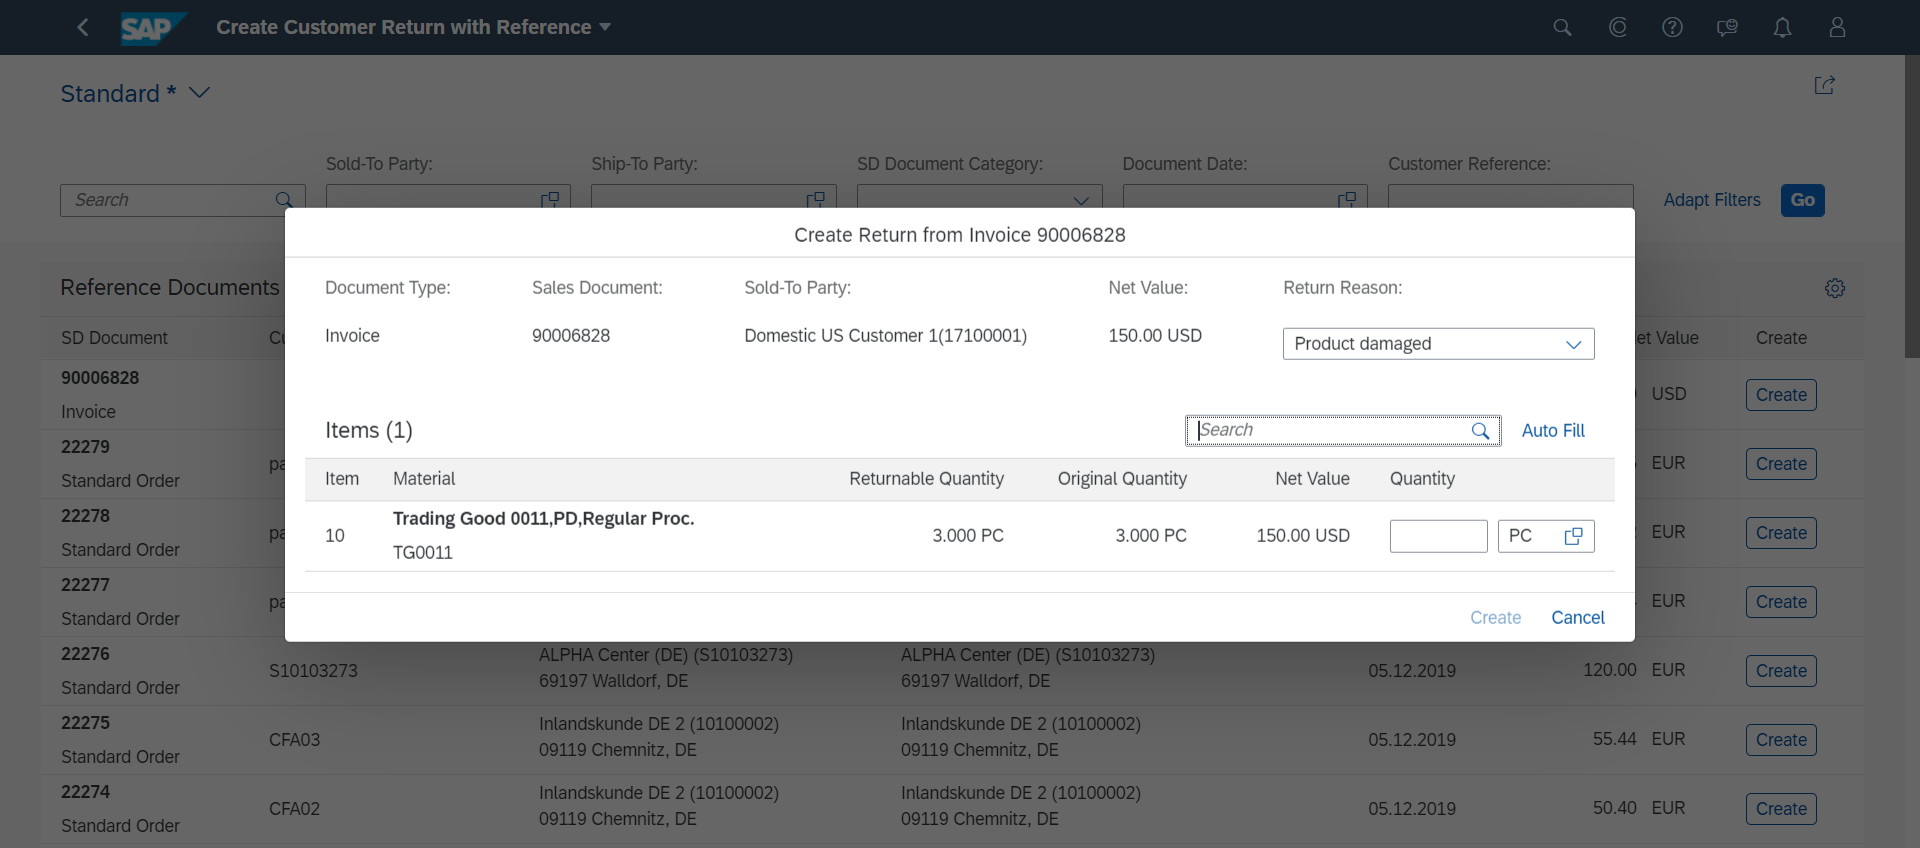 SAP Create Customer Return with Reference
Standard *
Sold-To Party: Ship-To Party: SD Document Category: Document Date: Customer Reference:
Search Adapt Filters Go
Create Return from Invoice 90006828
Document Type: Sales Document: Sold-To Party: Net Value: Return Reason:
Invoice 90006828 Domestic US Customer 1(17100001) 150.00 USD Product damaged
Items (1) Search Auto Fill
Item Material Returnable Quantity Original Quantity Net Value Quantity
Trading Good 0011,PD,Regular Proc.
10 3.000 PC 3.000 PC 150.00 USD PC
TG0011
Create Cancel
Reference Documents
SD Document Value Create
90006828
Invoice USD Create
22279
Standard Order EUR Create
22278
Standard Order EUR Create
22277
Standard Order EUR Create
22276 ALPHA Center (DE) (S10103273) ALPHA Center (DE) (S10103273)
S10103273 05.12.2019 120.00 EUR Create
Standard Order 69197 Walldorf, DE 69197 Walldorf, DE
22275 Inlandskunde DE 2 (10100002) Inlandskunde DE 2 (10100002)
CFA03 05.12.2019 55.44 EUR Create
Standard Order 09119 Chemnitz, DE 09119 Chemnitz, DE
22274 Inlandskunde DE 2 (10100002) Inlandskunde DE 2 (10100002)
CFA02 05.12.2019 50.40 EUR Create
Standard Order 09119 Chemnitz, DE 09119 Chemnitz, DE